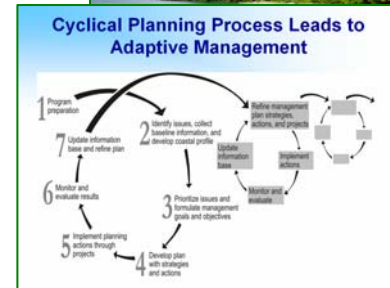 Cyclical Planning Process Leads to
Adaptive Management
1 Program
preparation
2 Identify issues, collect
baseline information, and
develop coastal profile
3 Prioritize issues and
formulate management
goals and objectives
4 Develop plan
with strategies
and actions
5 Implement planning
actions through
projects
6 Monitor and
evaluate results
7 Update information
base and refine plan
Refine management
plan strategies,
actions, and projects
Implement
actions
Monitor and
evaluate
Update
information
base